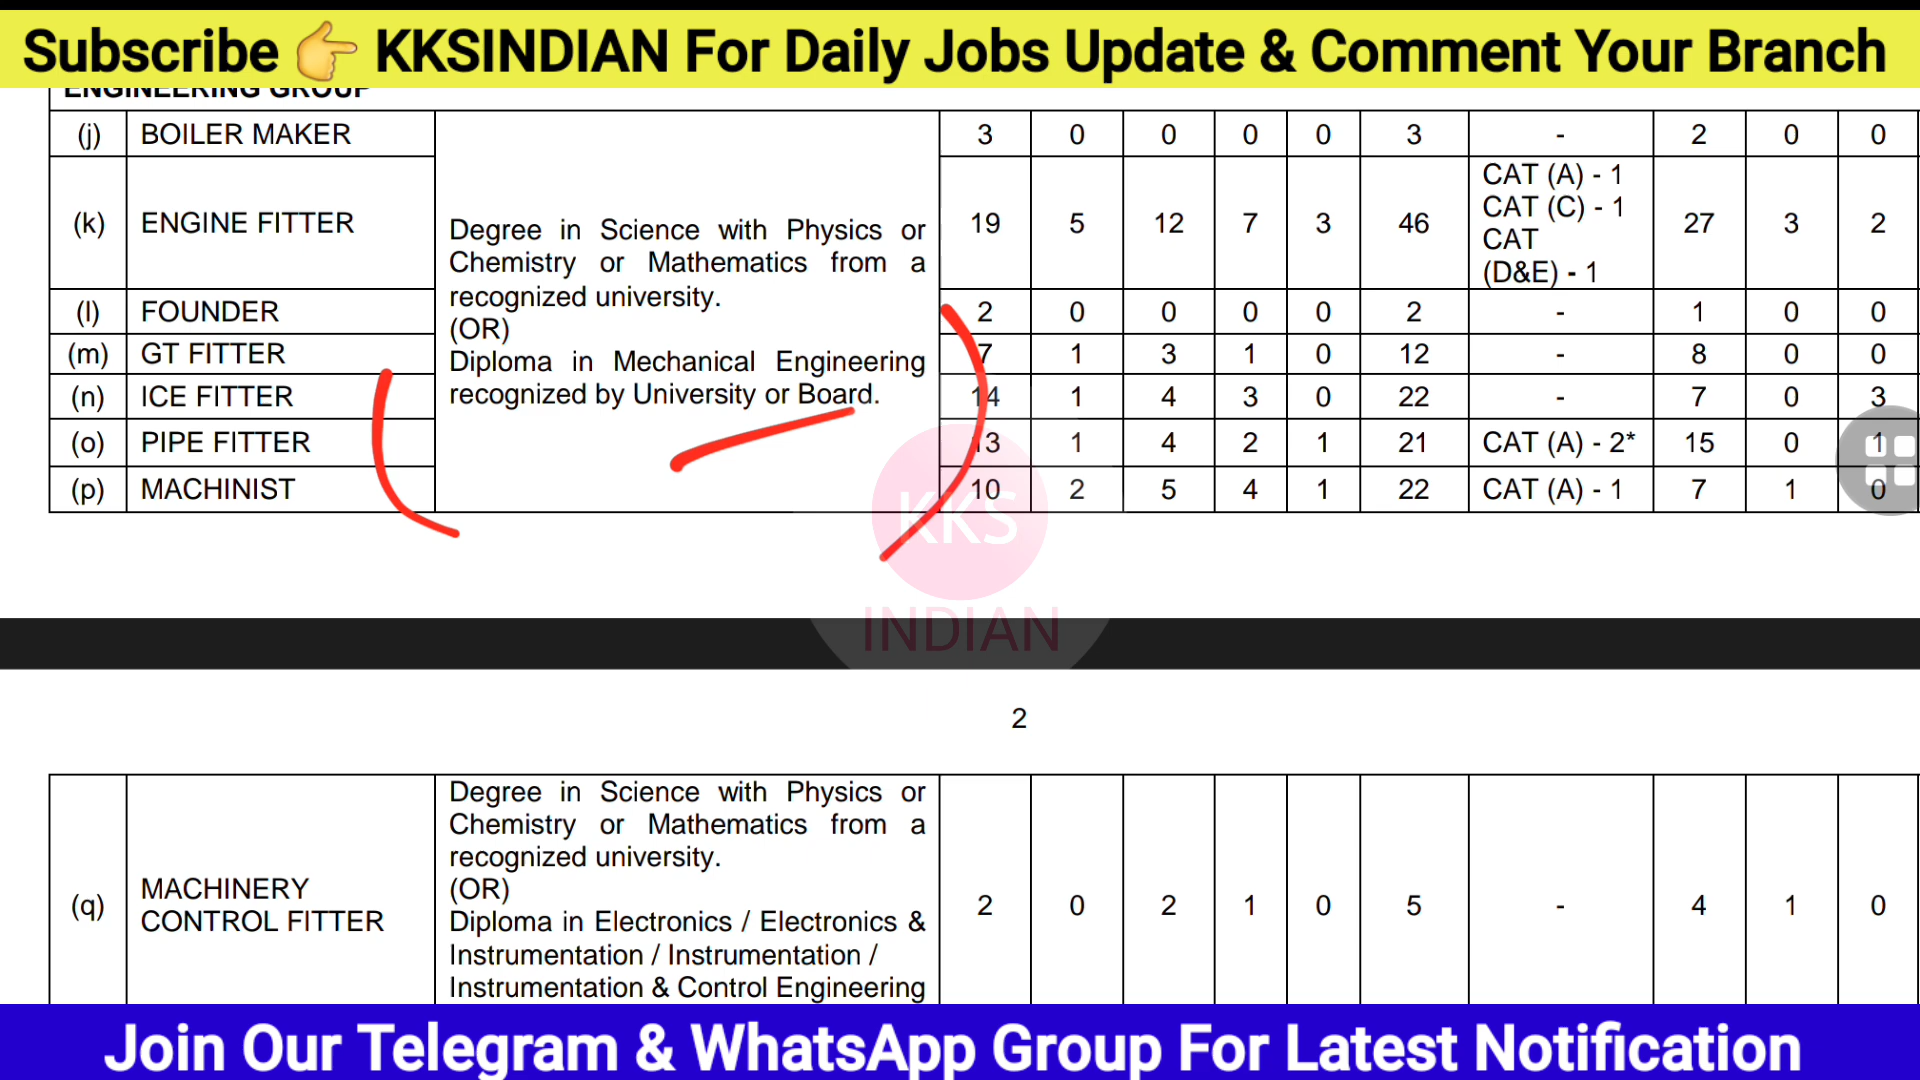 Subscribe 👉 KKSINDIAN For Daily Jobs Update & Comment Your Branch
ENGINEERING GROUP
(j) BOILER MAKER 3 0 0 0 0 3 - 2 0 0
(k) ENGINE FITTER 19 5 12 7 3 46 CAT (A) - 1 CAT (C) - 1 CAT (D&E) - 1 27 3 2
Degree in Science with Physics or
Chemistry or Mathematics from a
recognized university.
(OR)
Diploma in Mechanical Engineering
recognized by University or Board.
(l) FOUNDER 2 0 0 0 0 2 - 1 0 0
(m) GT FITTER 7 1 3 1 0 12 - 8 0 0
(n) ICE FITTER 14 1 4 3 0 22 - 7 0 3
(o) PIPE FITTER 13 1 4 2 1 21 CAT (A) - 2* 15 0 1
(p) MACHINIST 10 2 5 4 1 22 CAT (A) - 1 7 1 0
KKS
INDIAN
2
(q) MACHINERY
CONTROL FITTER
Degree in Science with Physics or
Chemistry or Mathematics from a
recognized university.
(OR)
Diploma in Electronics / Electronics &
Instrumentation / Instrumentation /
Instrumentation & Control Engineering
2 0 2 1 0 5 - 4 1 0
Join Our Telegram & WhatsApp Group For Latest Notification